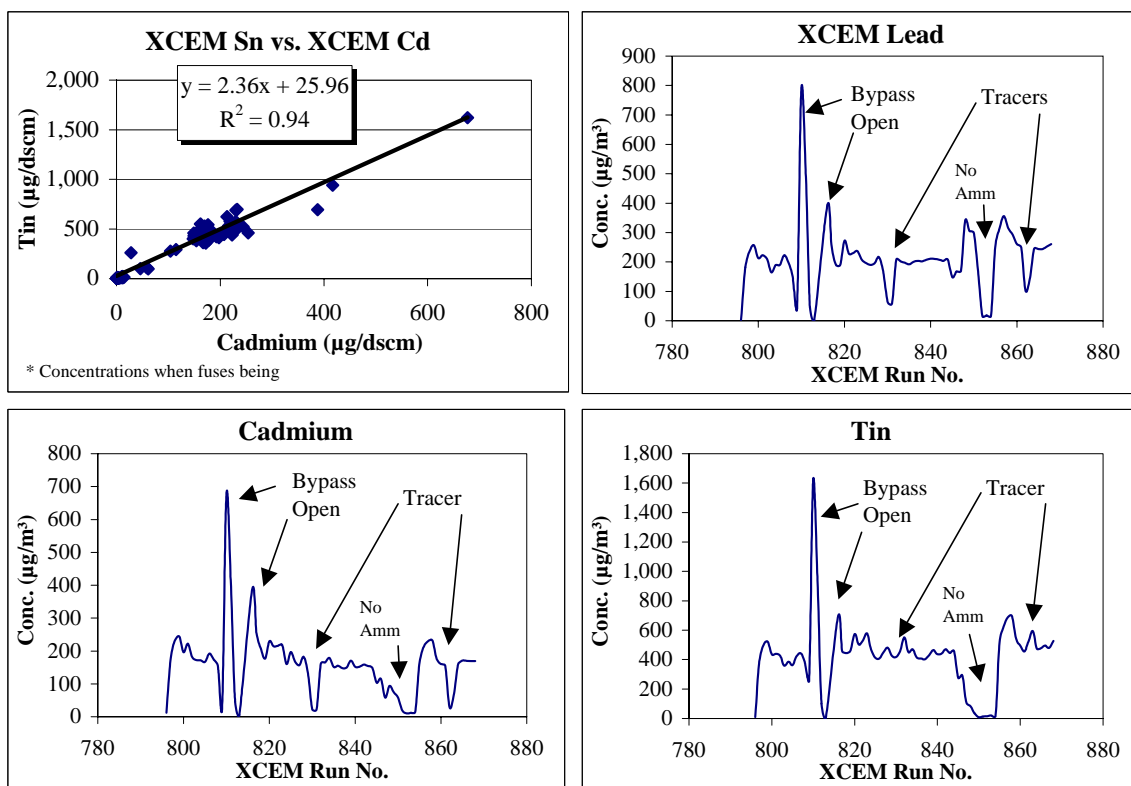 XCEM Sn vs. XCEM Cd
y = 2.36x + 25.96
R² = 0.94
Tin (µg/dscm)
2,000
1,500
1,000
500
0
0 200 400 600 800
Cadmium (µg/dscm)
* Concentrations when fuses being
XCEM Lead
Conc. (µg/m³)
900
800
700
600
500
400
300
200
100
0
Bypass
Open
Tracers
No
Amm
780 800 820 840 860 880
XCEM Run No.
Cadmium
Conc. (µg/m³)
800
700
600
500
400
300
200
100
0
Bypass
Open
Tracer
No
Amm
780 800 820 840 860 880
XCEM Run No.
Tin
Conc. (µg/m³)
1,800
1,600
1,400
1,200
1,000
800
600
400
200
0
Bypass
Open
Tracer
No
Amm
780 800 820 840 860 880
XCEM Run No.